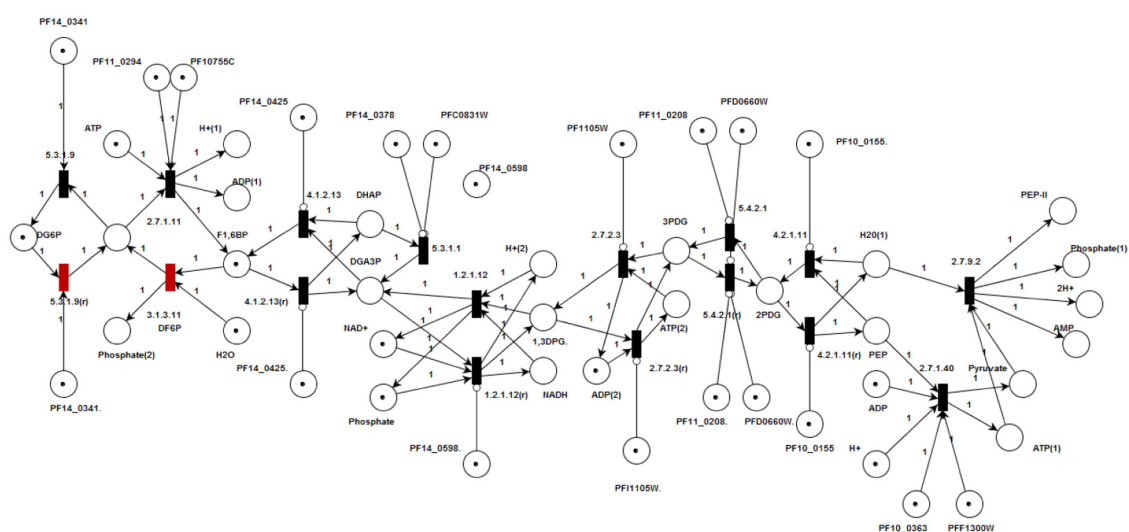 PF14_0341
PF11_0294
PF10755C
PF14_0425
PF14_0378
PFC0831W
PF14_0598
PF1105W
PF11_0208
PFD0660W
PF10_0155.
ATP
H+(1)
5.3.1.9
ADP(1)
4.1.2.13
DHAP
2.7.1.11
F1,6BP
DG6P
5.3.1.1
DGA3P
H+(2)
1.2.1.12
2.7.2.3
3PDG
5.4.2.1
4.2.1.11
H20(1)
PEP-II
Phosphate(1)
2.7.9.2
2H+
AMP
5.3.1.9(r)
3.1.3.11
DF6P
4.1.2.13(r)
NAD+
1,3DPG.
ATP(2)
5.4.2.1(r)
2PDG
4.2.1.11(r)
PEP
Phosphate(2)
H2O
2.7.2.3(r)
2.7.1.40
Pyruvate
PF14_0341.
PF14_0425.
Phosphate
1.2.1.12(r)
NADH
ADP(2)
ADP
PF14_0598.
PF11_0208.
PFD0660W.
PF10_0155
H+
ATP(1)
PFI1105W.
PF10_0363
PFF1300W